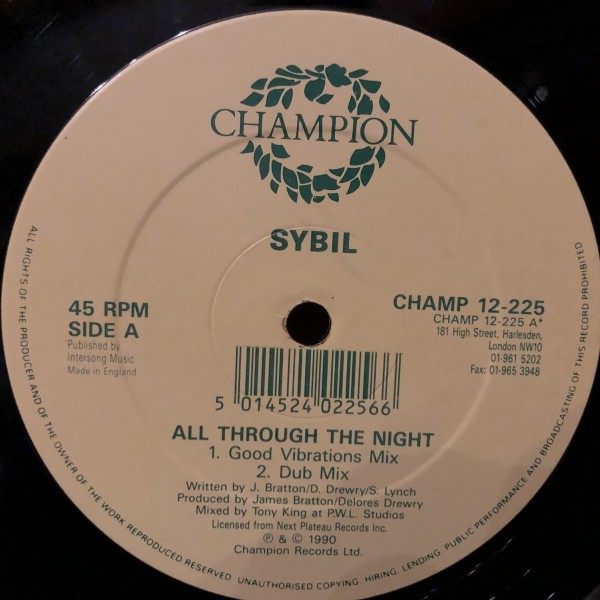 CHAMPION
SYBIL
45 RPM
SIDE A
Published by
Intersong Music
Made in England
CHAMP 12-225
CHAMP 12-225 A*
181 High Street, Harlesden,
London NW10
01-961 5202
Fax: 01-965 3948
5 014524 022566
ALL THROUGH THE NIGHT
1. Good Vibrations Mix
2. Dub Mix
Written by J. Bratton/D. Drewry/S. Lynch
Produced by James Bratton/Delores Drewry
Mixed by Tony King at P.W.L. Studios
Licensed from Next Plateau Records Inc.
℗ & © 1990
Champion Records Ltd.
ALL RIGHTS OF THE PRODUCER AND OF THE OWNER OF THE WORK REPRODUCED RESERVED. UNAUTHORISED COPYING. HIRING. LENDING. PUBLIC PERFORMANCE AND BROADCASTING OF THIS RECORD PROHIBITED